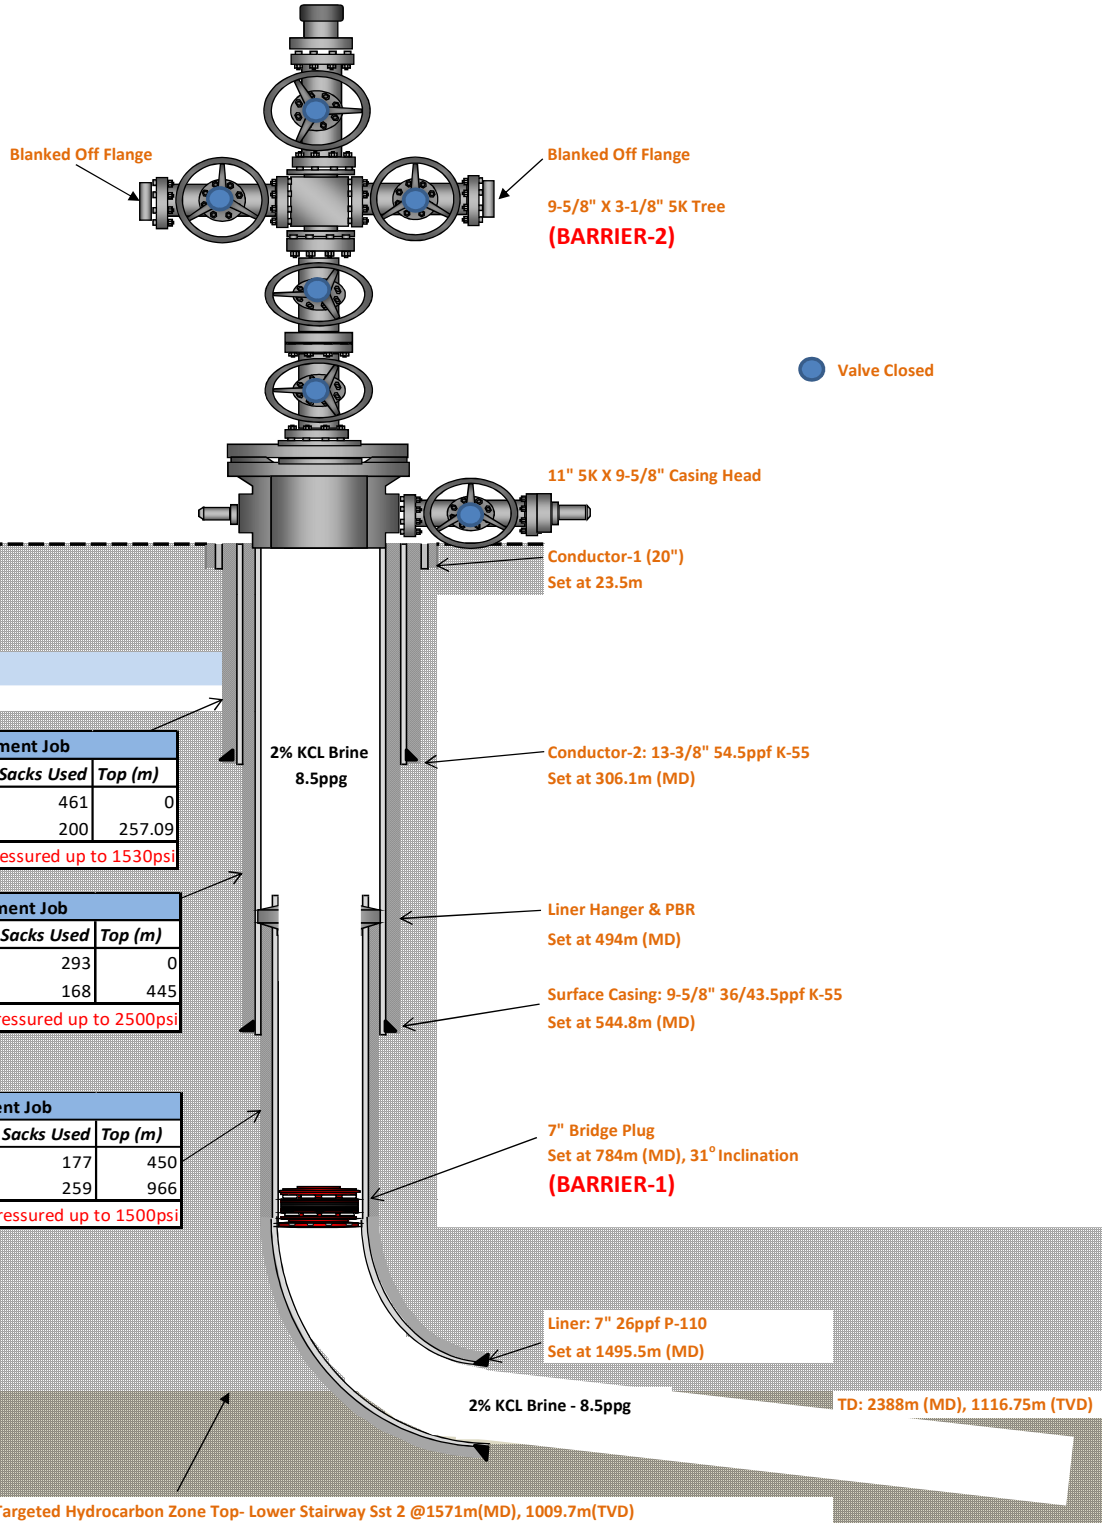 Blanked Off Flange
Blanked Off Flange
9-5/8" X 3-1/8" 5K Tree
(BARRIER-2)
Valve Closed
11" 5K X 9-5/8" Casing Head
Conductor-1 (20")
Set at 23.5m
ment Job
Sacks Used Top (m)
461 0
200 257.09
essured up to 1530psi
2% KCL Brine
8.5ppg
Conductor-2: 13-3/8" 54.5ppf K-55
Set at 306.1m (MD)
ment Job
Sacks Used Top (m)
293 0
168 445
ressured up to 2500psi
Liner Hanger & PBR
Set at 494m (MD)
Surface Casing: 9-5/8" 36/43.5ppf K-55
Set at 544.8m (MD)
ent Job
Sacks Used Top (m)
177 450
259 966
ressured up to 1500psi
7" Bridge Plug
Set at 784m (MD), 31o Inclination
(BARRIER-1)
Liner: 7" 26ppf P-110
Set at 1495.5m (MD)
2% KCL Brine - 8.5ppg
TD: 2388m (MD), 1116.75m (TVD)
Targeted Hydrocarbon Zone Top- Lower Stairway Sst 2 @1571m(MD), 1009.7m(TVD)